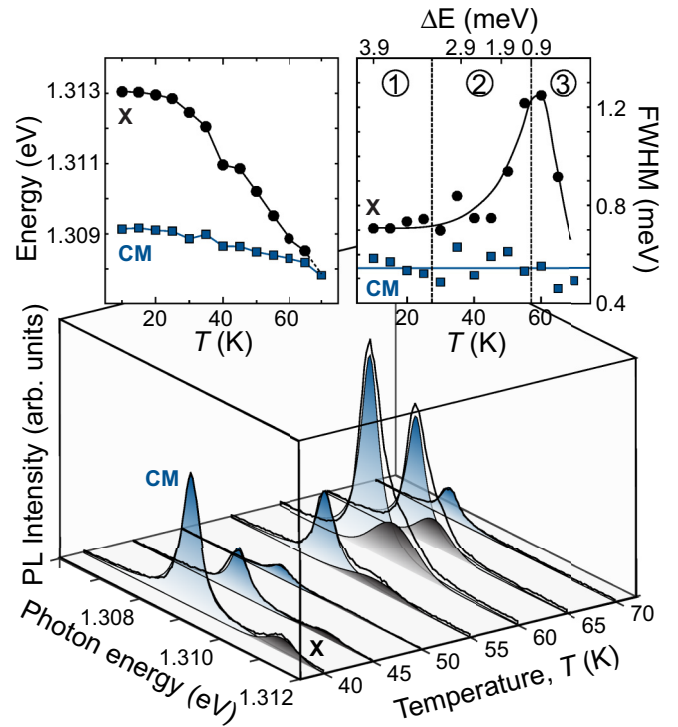 ΔE (meV)
3.9 2.9 1.9 0.9
1.313
1.311
1.309
Energy (eV)
X
CM
20 40 60
T (K)
① ② ③
X
CM
1.2
0.8
0.4
FWHM (meV)
20 40 60
T (K)
PL Intensity (arb. units)
CM
X
1.308
1.310
1.312
Photon energy (eV)
40 45 50 55 60 65 70
Temperature, T (K)